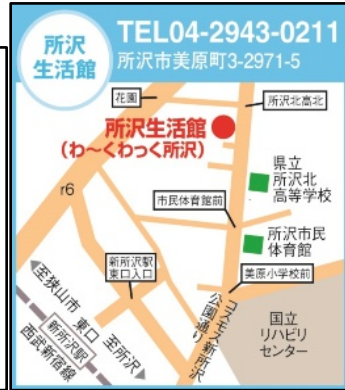 所沢
生活館
TEL04-2943-0211
所沢市美原町3-2971-5
花園
所沢北高北
所沢生活館
(わ〜くわっく所沢)
県立
所沢北
高等学校
r6
市民体育館前
所沢市民
体育館
新所沢駅
東口入口
美原小学校前
至狭山市
東口
至所沢
新所沢駅
西武新宿線
コスモス新所沢
公園通り
国立
リハビリ
センター